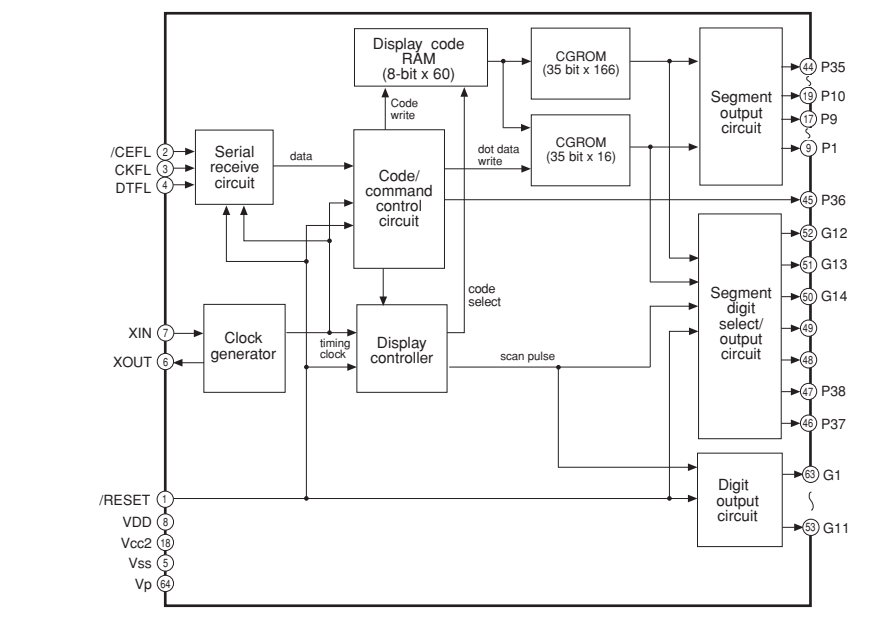 Display code
RAM
(8-bit x 60)
CGROM
(35 bit x 166)
CGROM
(35 bit x 16)
Segment
output
circuit
44 P35
19 P10
17 P9
9 P1
45 P36
/CEFL 2
CKFL 3
DTFL 4
Serial
receive
circuit
data
Code
write
Code/
command
control
circuit
dot data
write
52 G12
51 G13
50 G14
49
48
47 P38
46 P37
Segment
digit
select/
output
circuit
code
select
XIN 7
XOUT 6
Clock
generator
timing
clock
Display
controller
scan pulse
/RESET 1
VDD 8
Vcc2 18
Vss 5
Vp 64
Digit
output
circuit
63 G1
53 G11